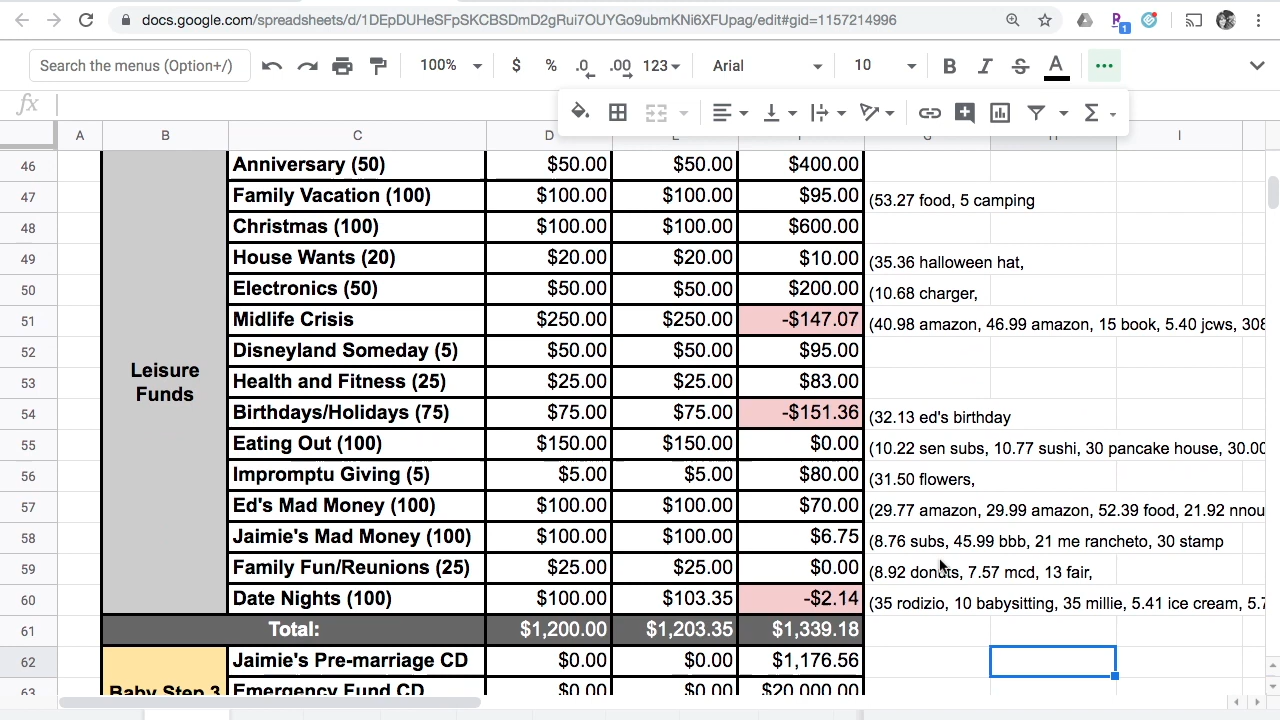 docs.google.com/spreadsheets/d/1DEpDUHeSFpSKCBSDmD2gRui7OUYGo9ubmKNi6XFUpag/edit#gid=1157214996
1
Search the menus (Option+/) 100% $ % .0 .00 123 Arial 10 B I S A
fx
A B C D E F G H I
46 Anniversary (50) $50.00 $50.00 $400.00
47 Family Vacation (100) $100.00 $100.00 $95.00 (53.27 food, 5 camping
48 Christmas (100) $100.00 $100.00 $600.00
49 House Wants (20) $20.00 $20.00 $10.00 (35.36 halloween hat,
50 Electronics (50) $50.00 $50.00 $200.00 (10.68 charger,
51 Midlife Crisis $250.00 $250.00 -$147.07 (40.98 amazon, 46.99 amazon, 15 book, 5.40 jcws, 308
52 Disneyland Someday (5) $50.00 $50.00 $95.00
Leisure Funds
53 Health and Fitness (25) $25.00 $25.00 $83.00
54 Birthdays/Holidays (75) $75.00 $75.00 -$151.36 (32.13 ed's birthday
55 Eating Out (100) $150.00 $150.00 $0.00 (10.22 sen subs, 10.77 sushi, 30 pancake house, 30.00
56 Impromptu Giving (5) $5.00 $5.00 $80.00 (31.50 flowers,
57 Ed's Mad Money (100) $100.00 $100.00 $70.00 (29.77 amazon, 29.99 amazon, 52.39 food, 21.92 nnou
58 Jaimie's Mad Money (100) $100.00 $100.00 $6.75 (8.76 subs, 45.99 bbb, 21 me rancheto, 30 stamp
59 Family Fun/Reunions (25) $25.00 $25.00 $0.00 (8.92 donuts, 7.57 mcd, 13 fair,
60 Date Nights (100) $100.00 $103.35 -$2.14 (35 rodizio, 10 babysitting, 35 millie, 5.41 ice cream, 5.7
61 Total: $1,200.00 $1,203.35 $1,339.18
62 Jaimie's Pre-marriage CD $0.00 $0.00 $1,176.56
63 Baby Step 3 Emergency Fund CD $0.00 $0.00 $20,000.00